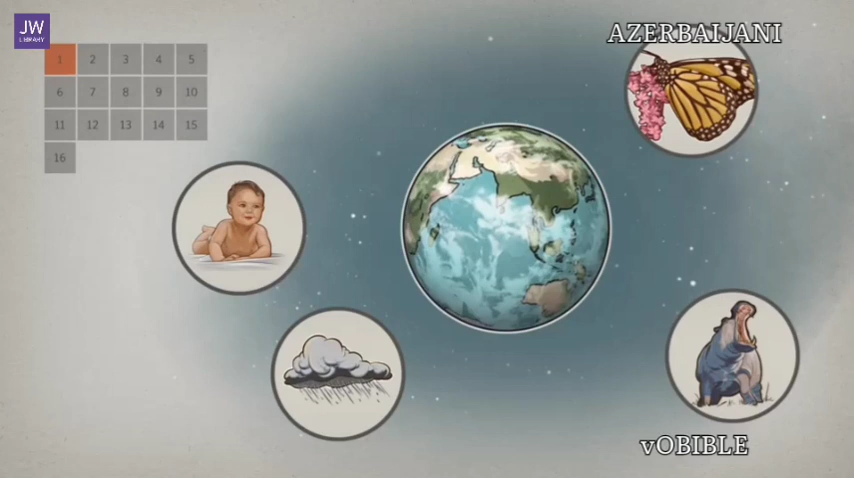 JW
LIBRARY
AZERBAIJANI
1 2 3 4 5
6 7 8 9 10
11 12 13 14 15
16
vOBIBLE